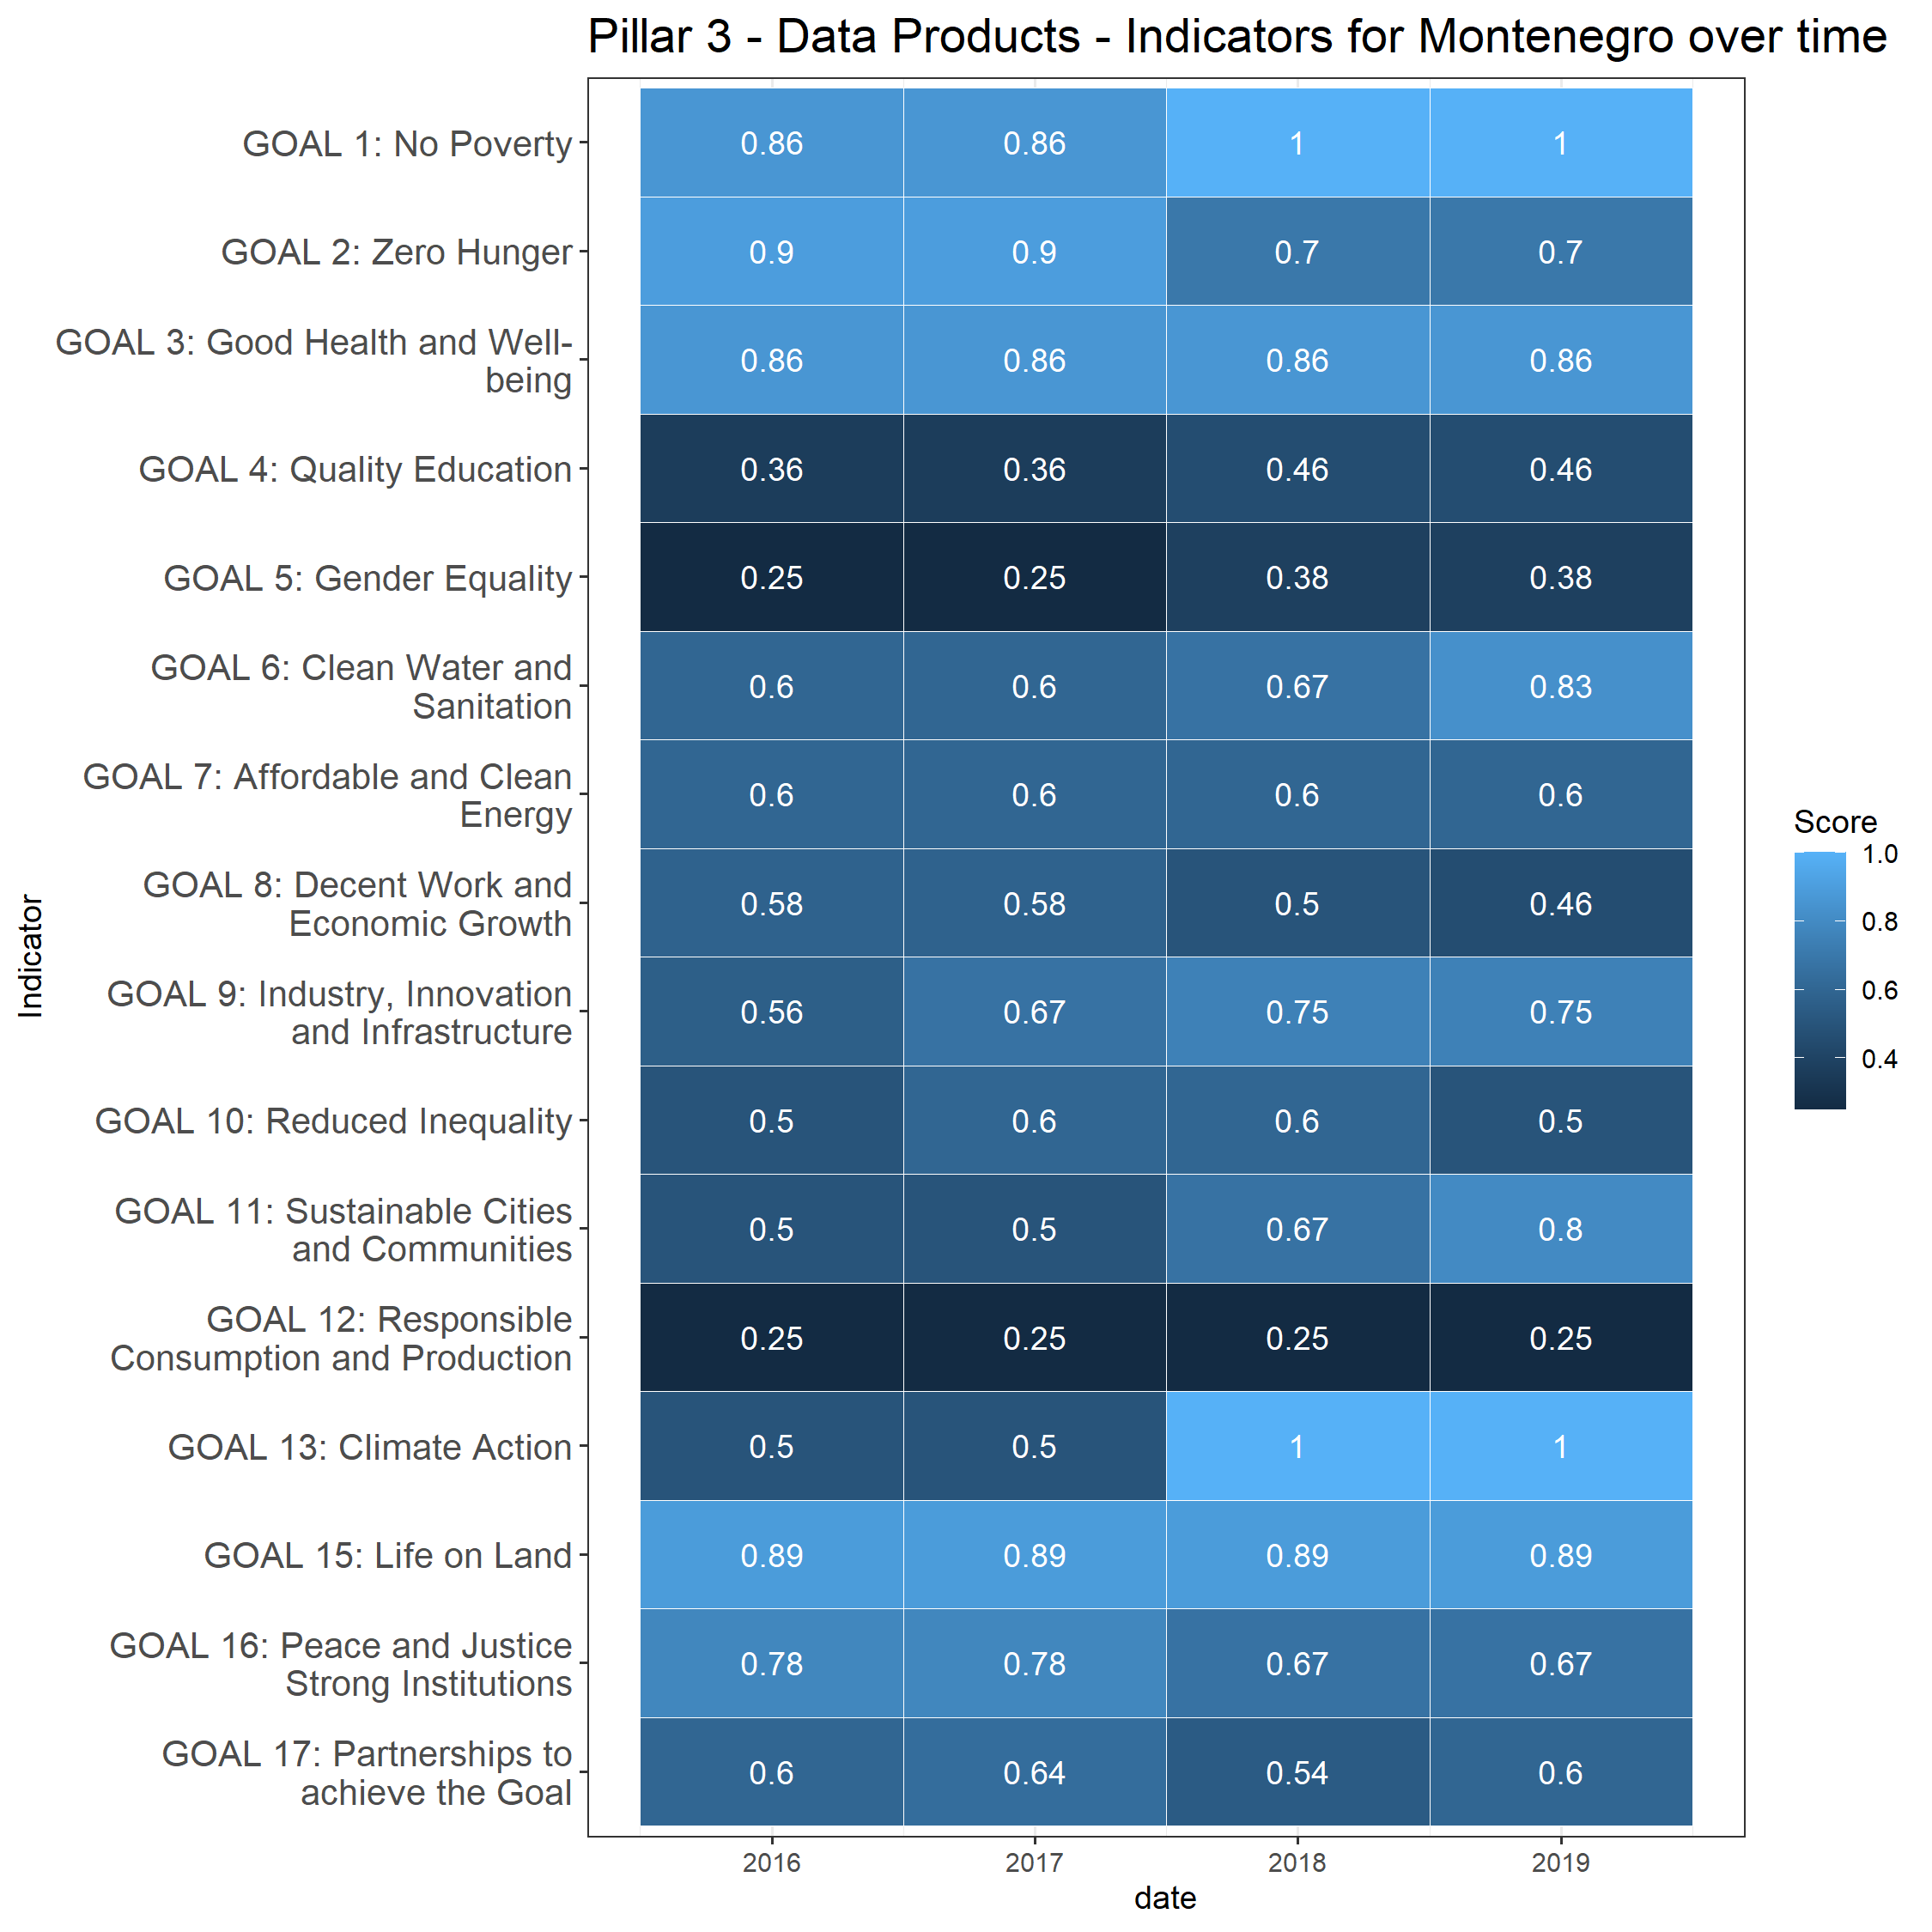 Pillar 3 - Data Products - Indicators for Montenegro over time
GOAL 1: No Poverty
0.86 0.86 1 1
GOAL 2: Zero Hunger
0.9 0.9 0.7 0.7
GOAL 3: Good Health and Well-
being
0.86 0.86 0.86 0.86
GOAL 4: Quality Education
0.36 0.36 0.46 0.46
GOAL 5: Gender Equality
0.25 0.25 0.38 0.38
GOAL 6: Clean Water and
Sanitation
0.6 0.6 0.67 0.83
GOAL 7: Affordable and Clean
Energy
0.6 0.6 0.6 0.6
GOAL 8: Decent Work and
Economic Growth
0.58 0.58 0.5 0.46
GOAL 9: Industry, Innovation
and Infrastructure
0.56 0.67 0.75 0.75
GOAL 10: Reduced Inequality
0.5 0.6 0.6 0.5
GOAL 11: Sustainable Cities
and Communities
0.5 0.5 0.67 0.8
GOAL 12: Responsible
Consumption and Production
0.25 0.25 0.25 0.25
GOAL 13: Climate Action
0.5 0.5 1 1
GOAL 15: Life on Land
0.89 0.89 0.89 0.89
GOAL 16: Peace and Justice
Strong Institutions
0.78 0.78 0.67 0.67
GOAL 17: Partnerships to
achieve the Goal
0.6 0.64 0.54 0.6
2016 2017 2018 2019
date
Indicator
Score
1.0
0.8
0.6
0.4